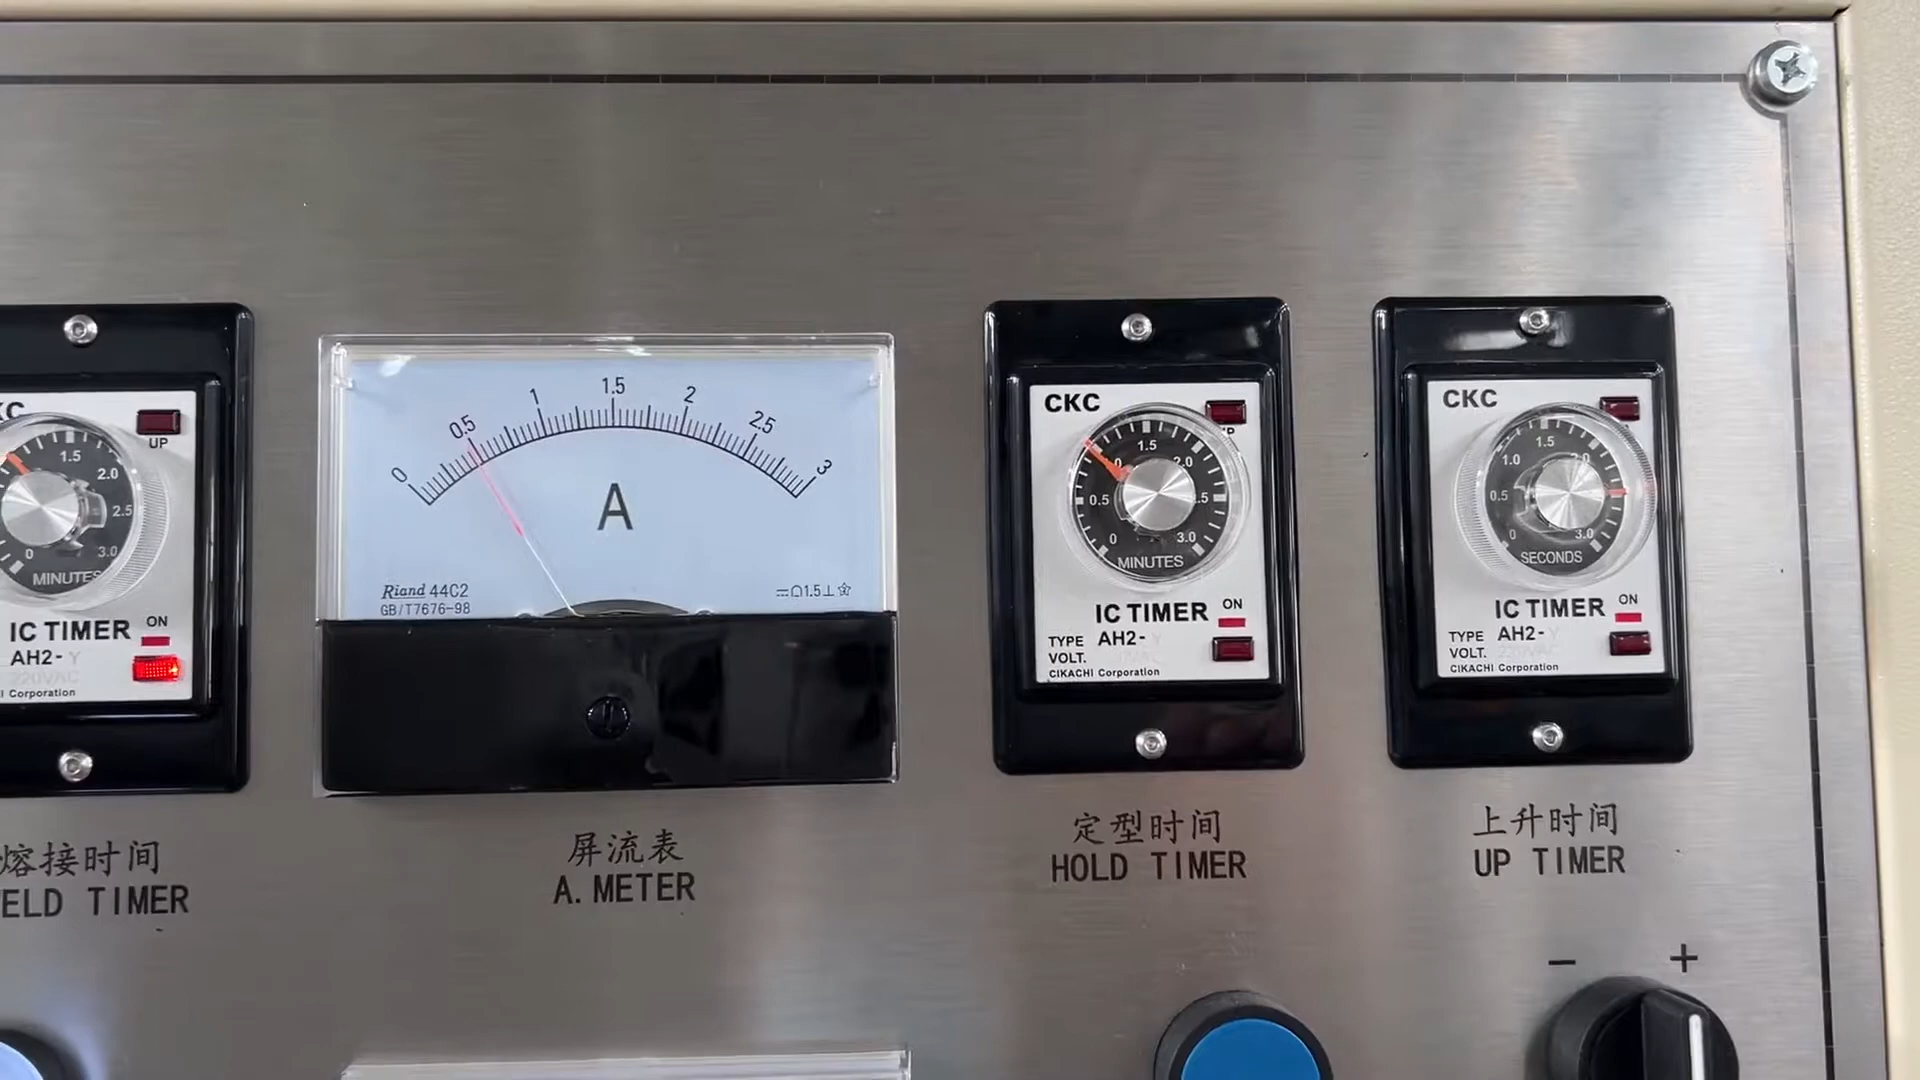 KC
UP
1.5
2.0
2.5
3.0
0
MINUTES
ON
IC TIMER
AH2-Y
220VAC
I Corporation
熔接时间
ELD TIMER
0
0.5
1
1.5
2
2.5
3
A
Riand 44C2
GB/T7676-98
1.5
屏流表
A.METER
CKC
1.5
2.0
0.5
.5
0
3.0
MINUTES
ON
IC TIMER
TYPE AH2-Y
VOLT.
CIKACHI Corporation
定型时间
HOLD TIMER
CKC
1.5
1.0
2.0
0.5
0
3.0
SECONDS
ON
IC TIMER
TYPE AH2-
VOLT. 220VAC
CIKACHI Corporation
上升时间
UP TIMER
− +